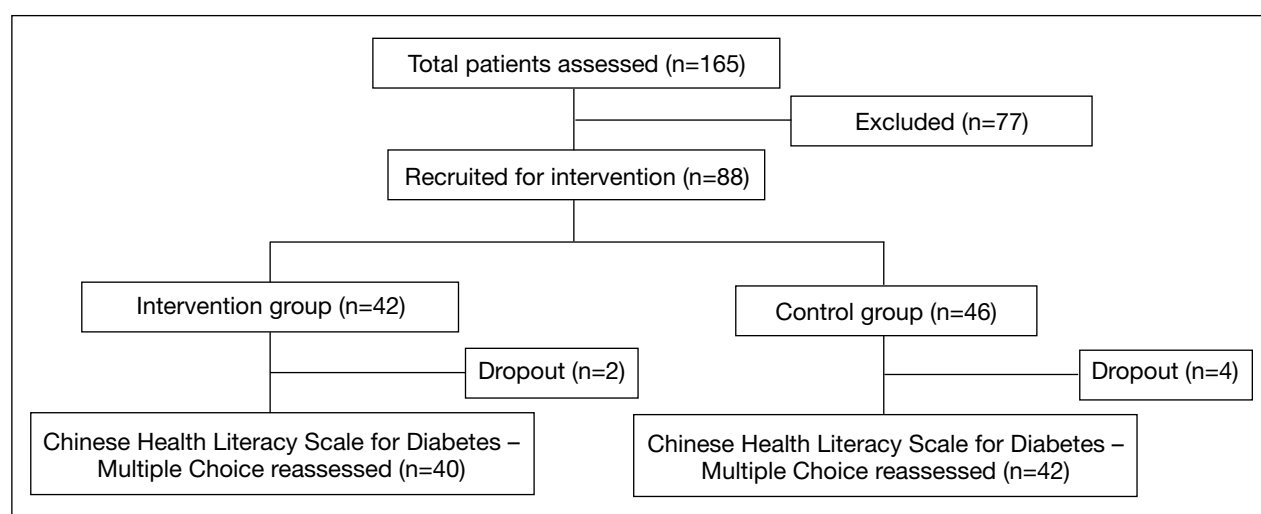 Total patients assessed (n=165)
Excluded (n=77)
Recruited for intervention (n=88)
Intervention group (n=42)
Control group (n=46)
Dropout (n=2)
Dropout (n=4)
Chinese Health Literacy Scale for Diabetes –
Multiple Choice reassessed (n=40)
Chinese Health Literacy Scale for Diabetes –
Multiple Choice reassessed (n=42)